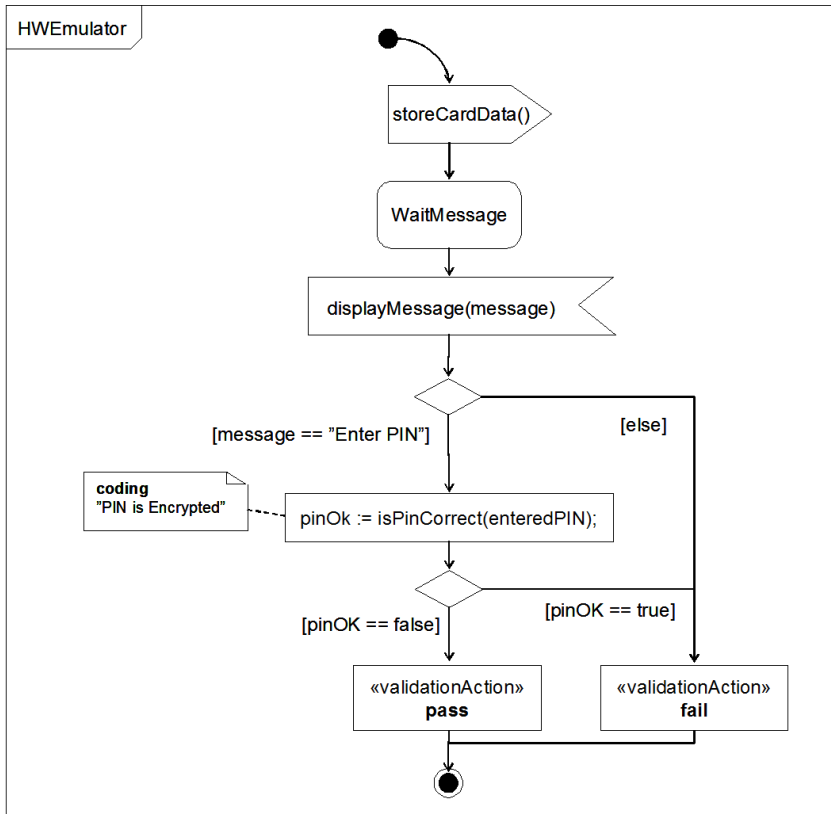 HWEmulator
storeCardData()
WaitMessage
displayMessage(message)
[message == ”Enter PIN”]
[else]
coding
”PIN is Encrypted”
pinOk := isPinCorrect(enteredPIN);
[pinOK == false]
[pinOK == true]
«validationAction»
pass
«validationAction»
fail